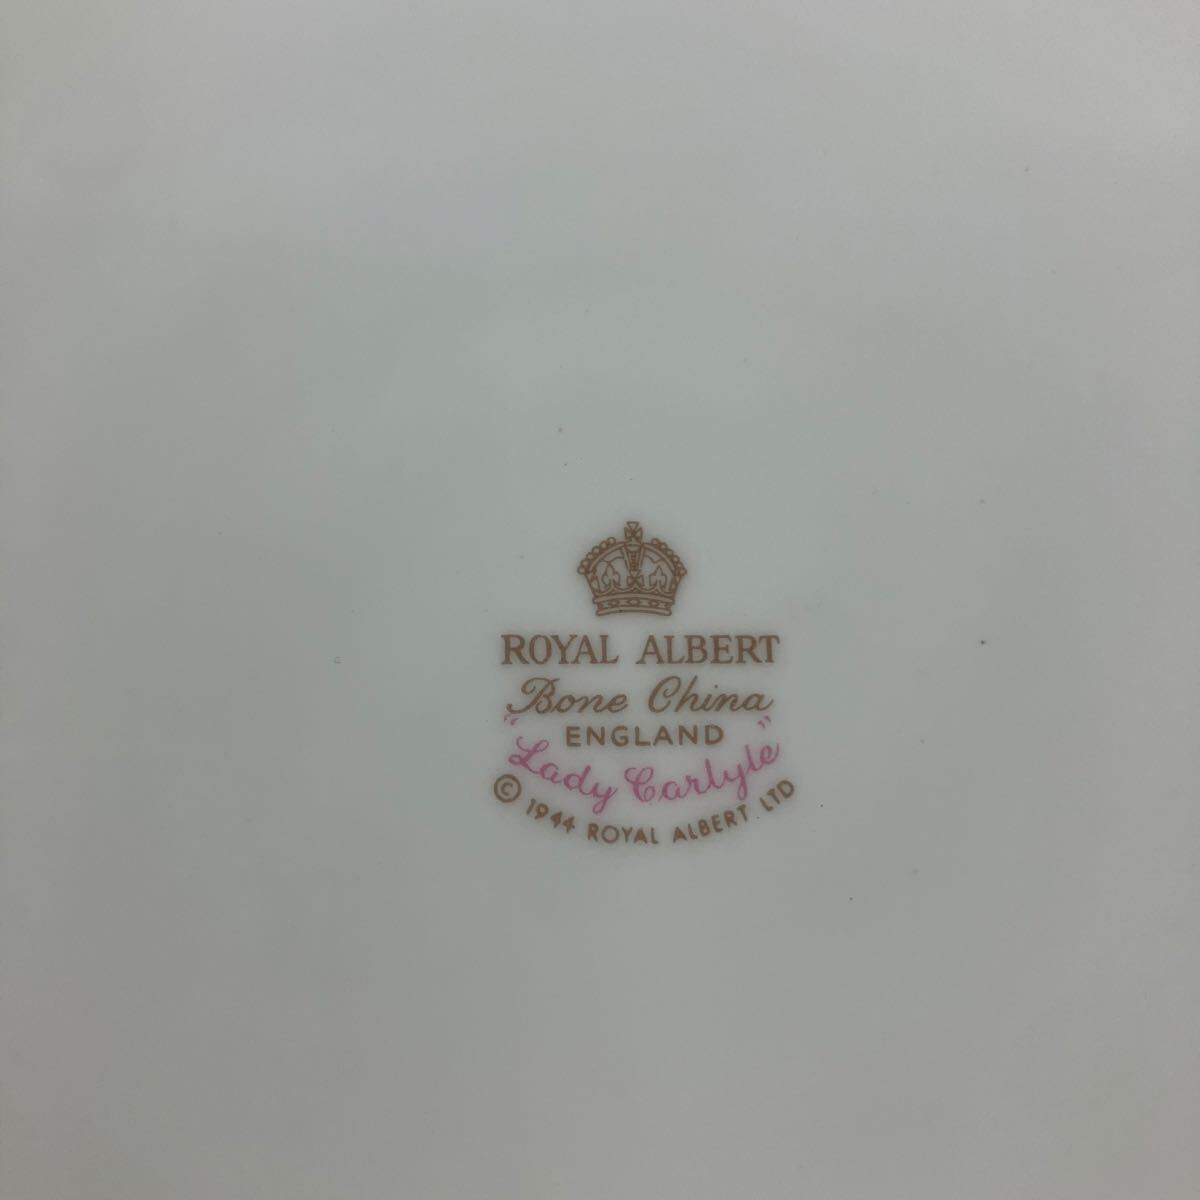 ROYAL ALBERT
Bone China
ENGLAND
"Lady Carlyle"
© 1944 ROYAL ALBERT LTD